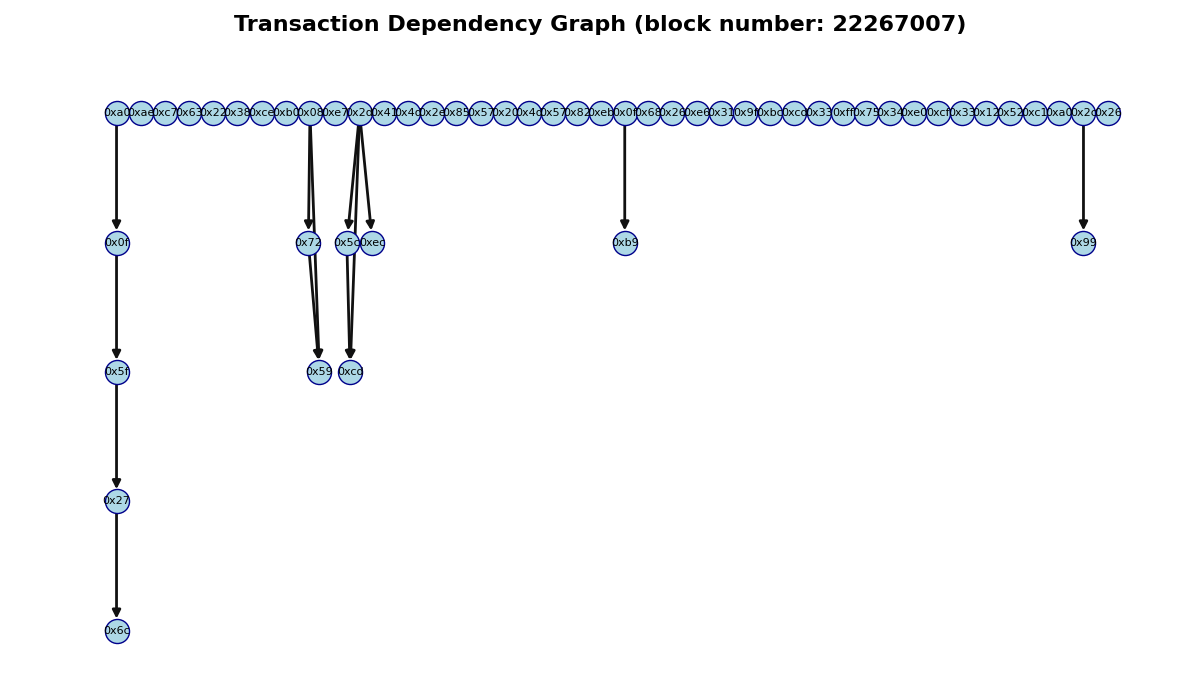 Transaction Dependency Graph (block number: 22267007)
0xa0 0xae 0xc7 0x63 0x22 0x38 0xce 0xb0 0x08 0xe7 0x2c 0x41 0x4c 0x2e 0x85 0x57 0x20 0x4c 0x57 0x82 0xeb 0x0f 0x68 0x26 0xe6 0x31 0x9f 0xbc 0xcd 0x33 0xff 0x75 0x34 0xe0 0xcf 0x33 0x12 0x52 0xc1 0xa0 0x2c 0x26
0x0f 0x72 0x5c 0xec 0xb9 0x99
0x5f 0x59 0xcd
0x27
0x6c